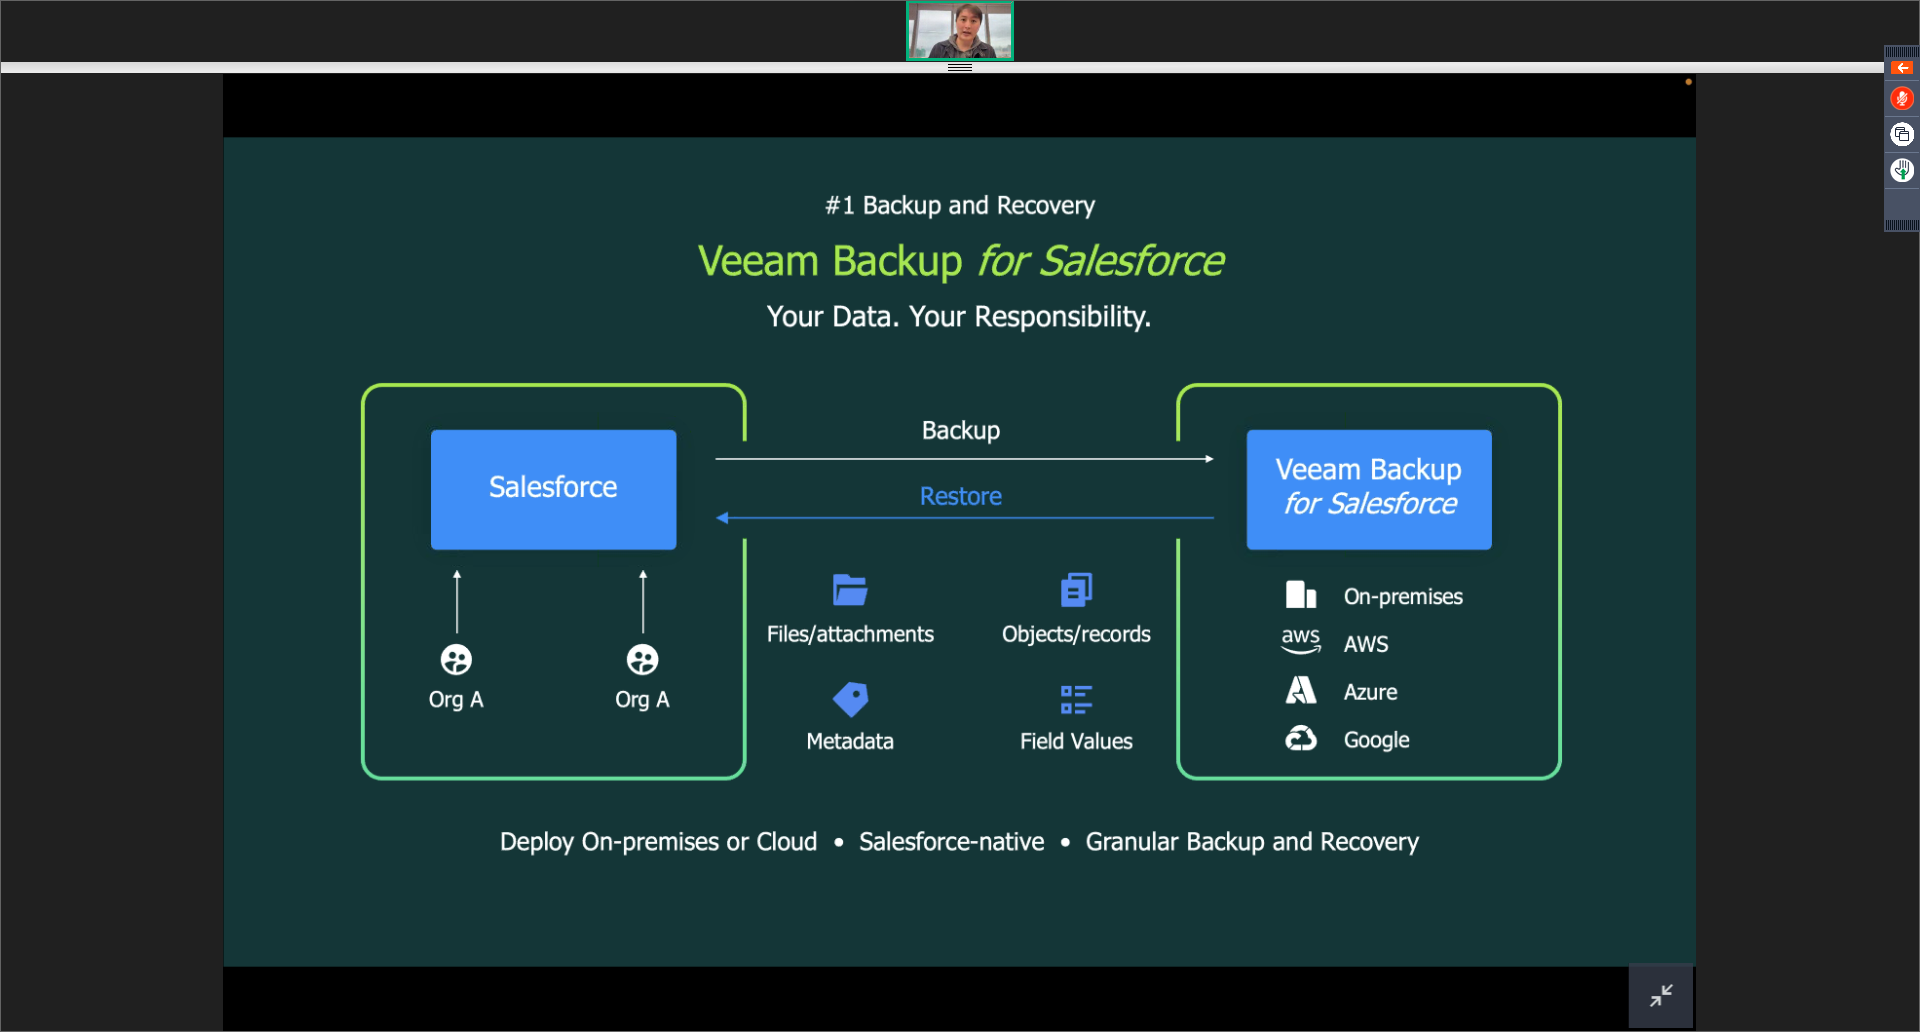 #1 Backup and Recovery
Veeam Backup for Salesforce
Your Data. Your Responsibility.
Salesforce
Org A
Org A
Backup
Restore
Files/attachments
Objects/records
Metadata
Field Values
Veeam Backup
for Salesforce
On-premises
aws AWS
Azure
Google
Deploy On-premises or Cloud • Salesforce-native • Granular Backup and Recovery